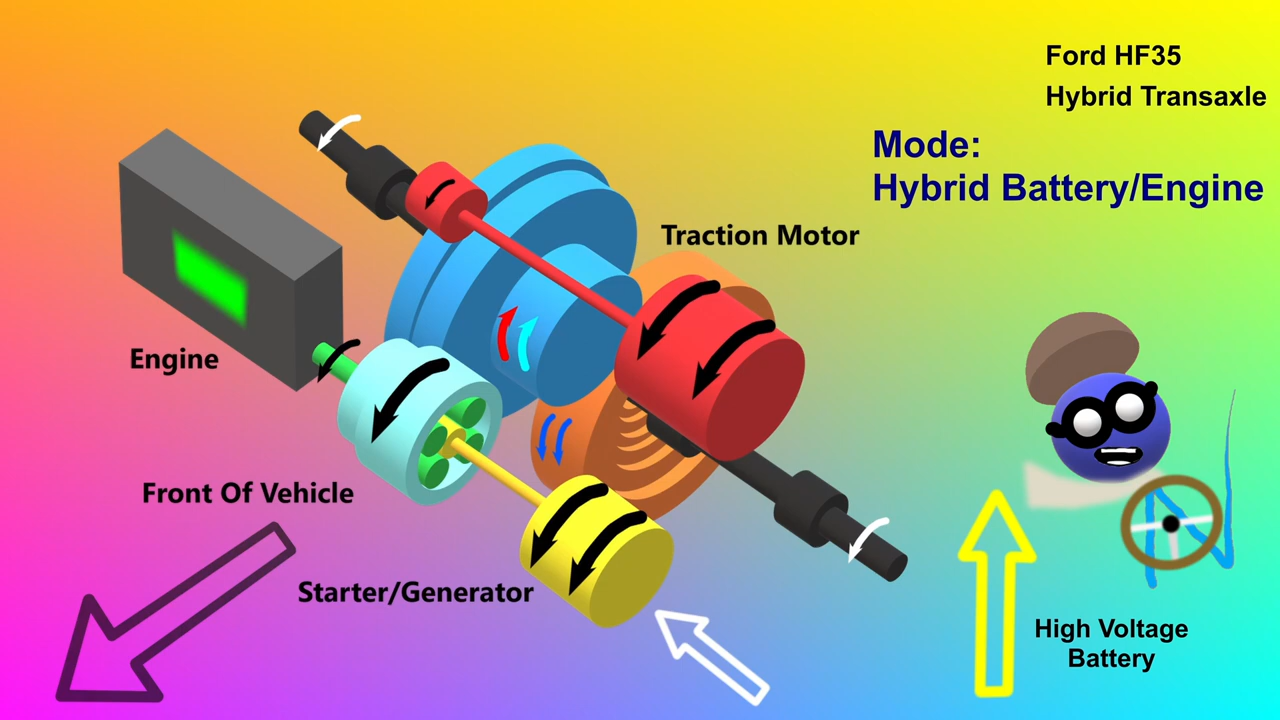 Ford HF35
Hybrid Transaxle
Mode:
Hybrid Battery/Engine
Traction Motor
Engine
Front Of Vehicle
Starter/Generator
High Voltage
Battery
N